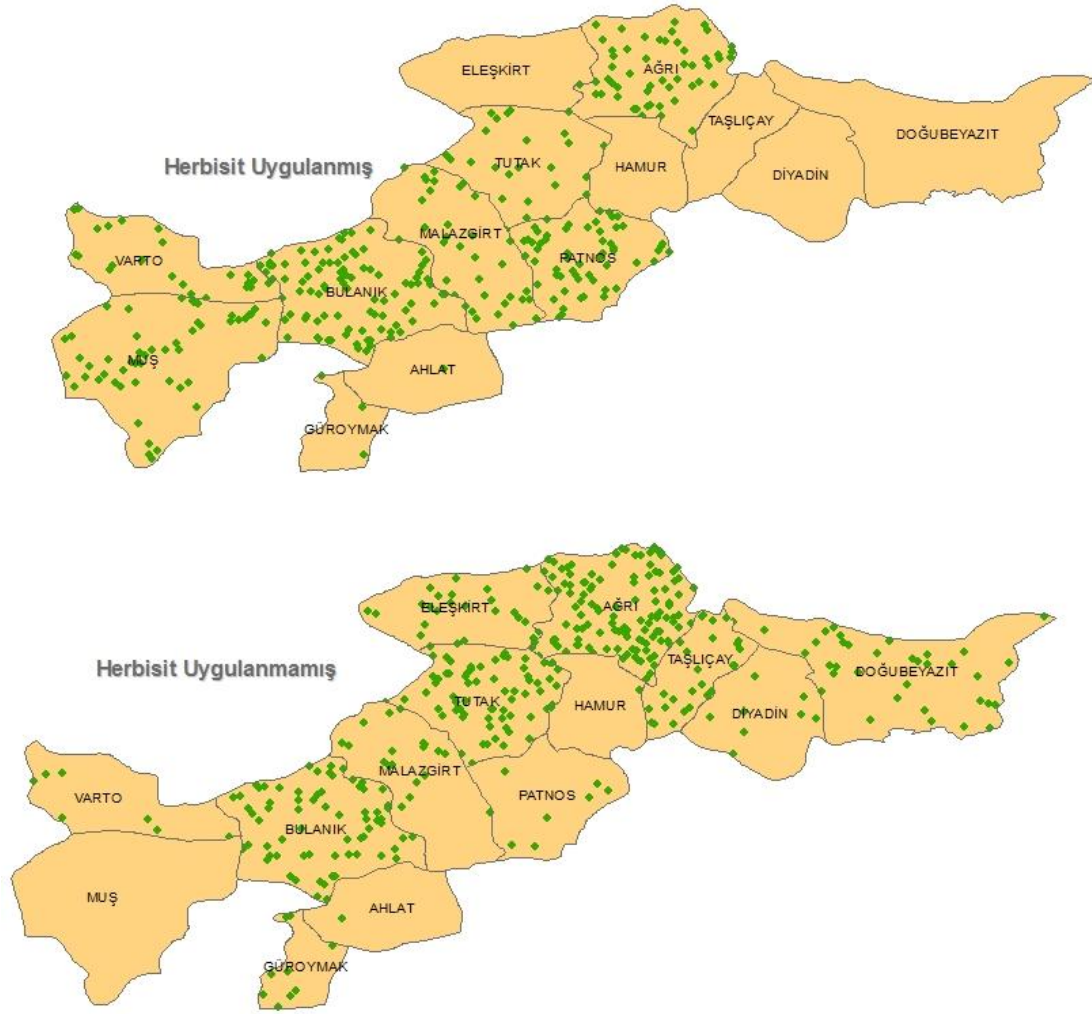 ELEŞKİRT
AĞRI
TAŞLIÇAY
DOĞUBEYAZIT
Herbisit Uygulanmış
TUTAK
HAMUR
DİYADİN
MALAZGİRT
VARTO
PATNOS
BULANIK
MUŞ
AHLAT
GÜROYMAK
ELEŞKİRT
AĞRI
Herbisit Uygulanmamış
TAŞLIÇAY
DOĞUBEYAZIT
TUTAK
HAMUR
DİYADİN
MALAZGİRT
VARTO
PATNOS
BULANIK
MUŞ
AHLAT
GÜROYMAK